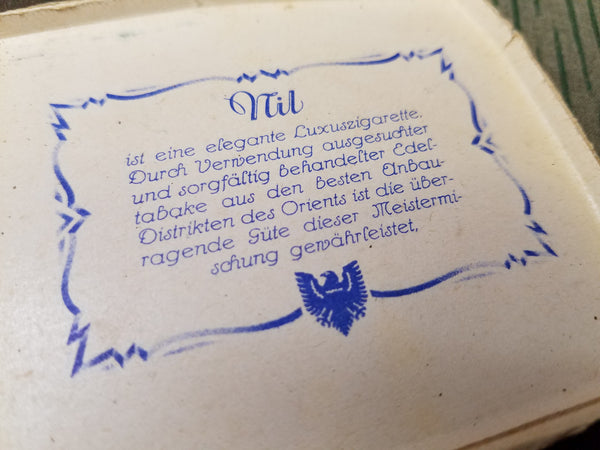 Nil
ist eine elegante Luxuszigarette.
Durch Verwendung ausgesuchter
und sorgfältig behandelter Edel-
tabake aus den besten Anbau-
Distrikten des Orients ist die über-
ragende Güte dieser Meistermi-
schung gewährleistet.